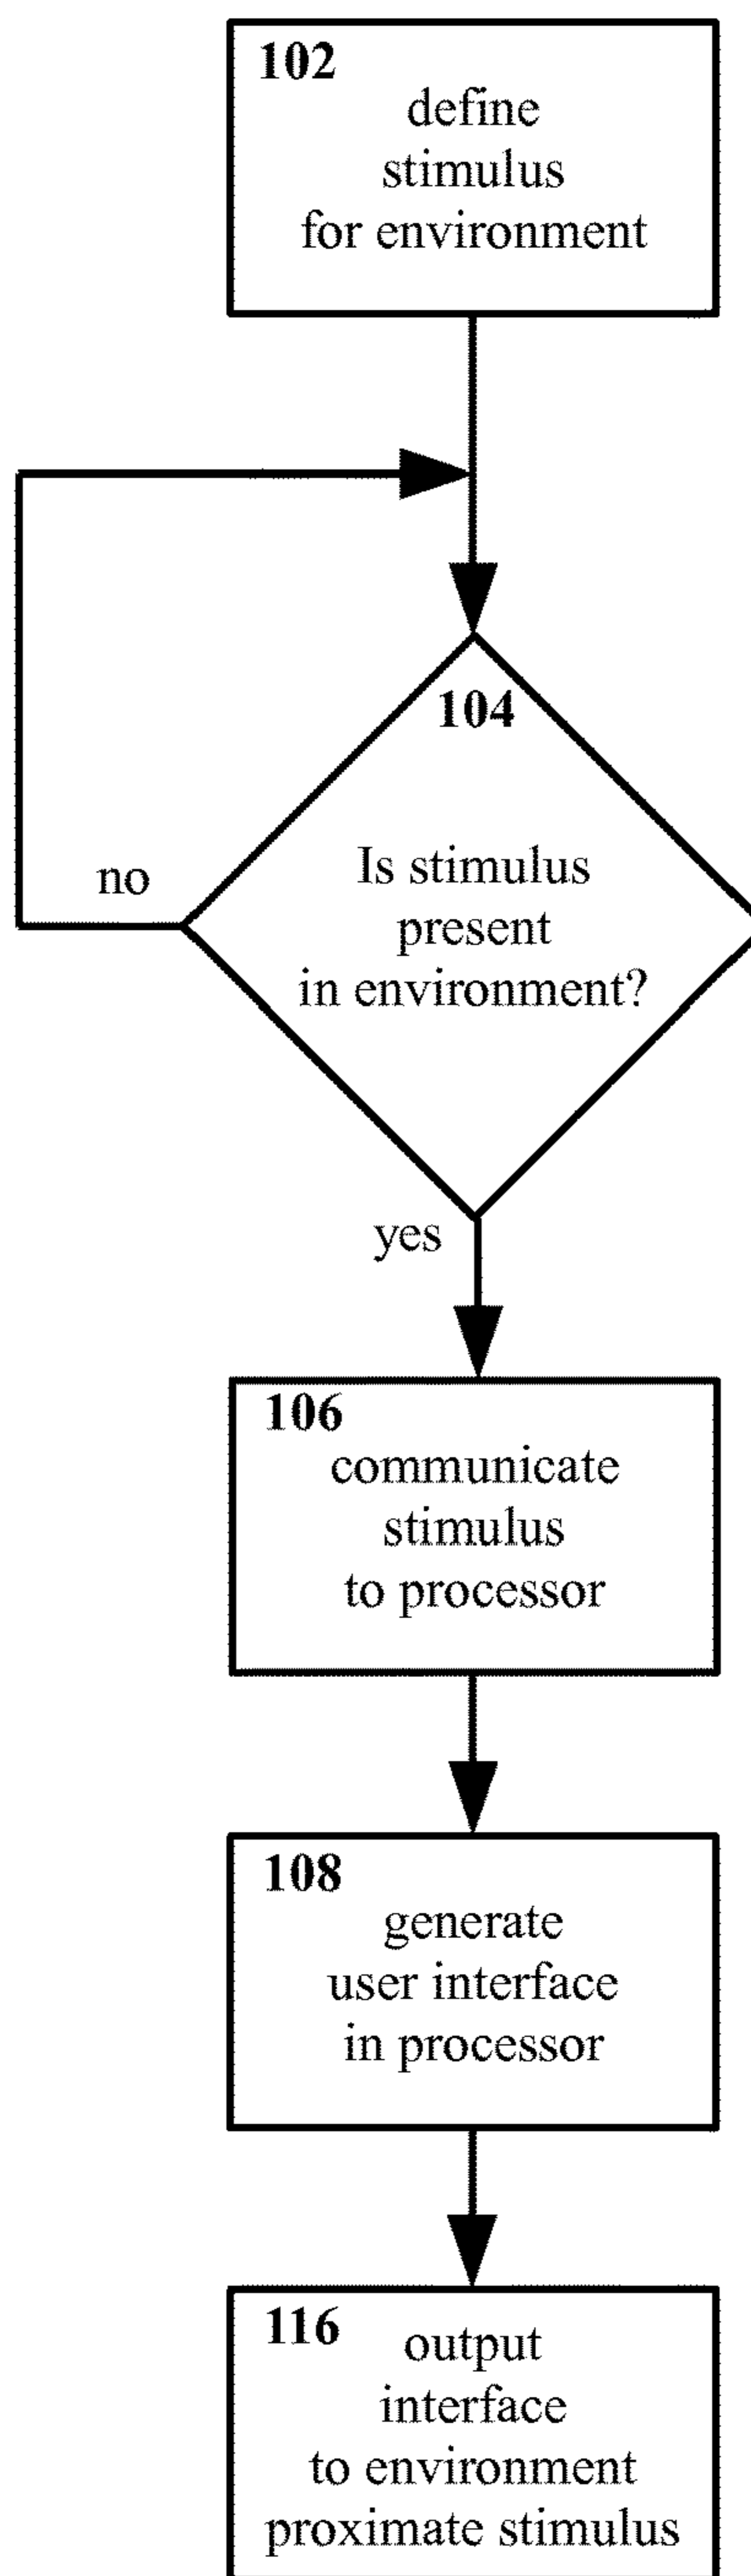 102
define
stimulus
for environment
104
no
Is stimulus
present
in environment?
yes
106
communicate
stimulus
to processor
108
generate
user interface
in processor
116
output
interface
to environment
proximate stimulus